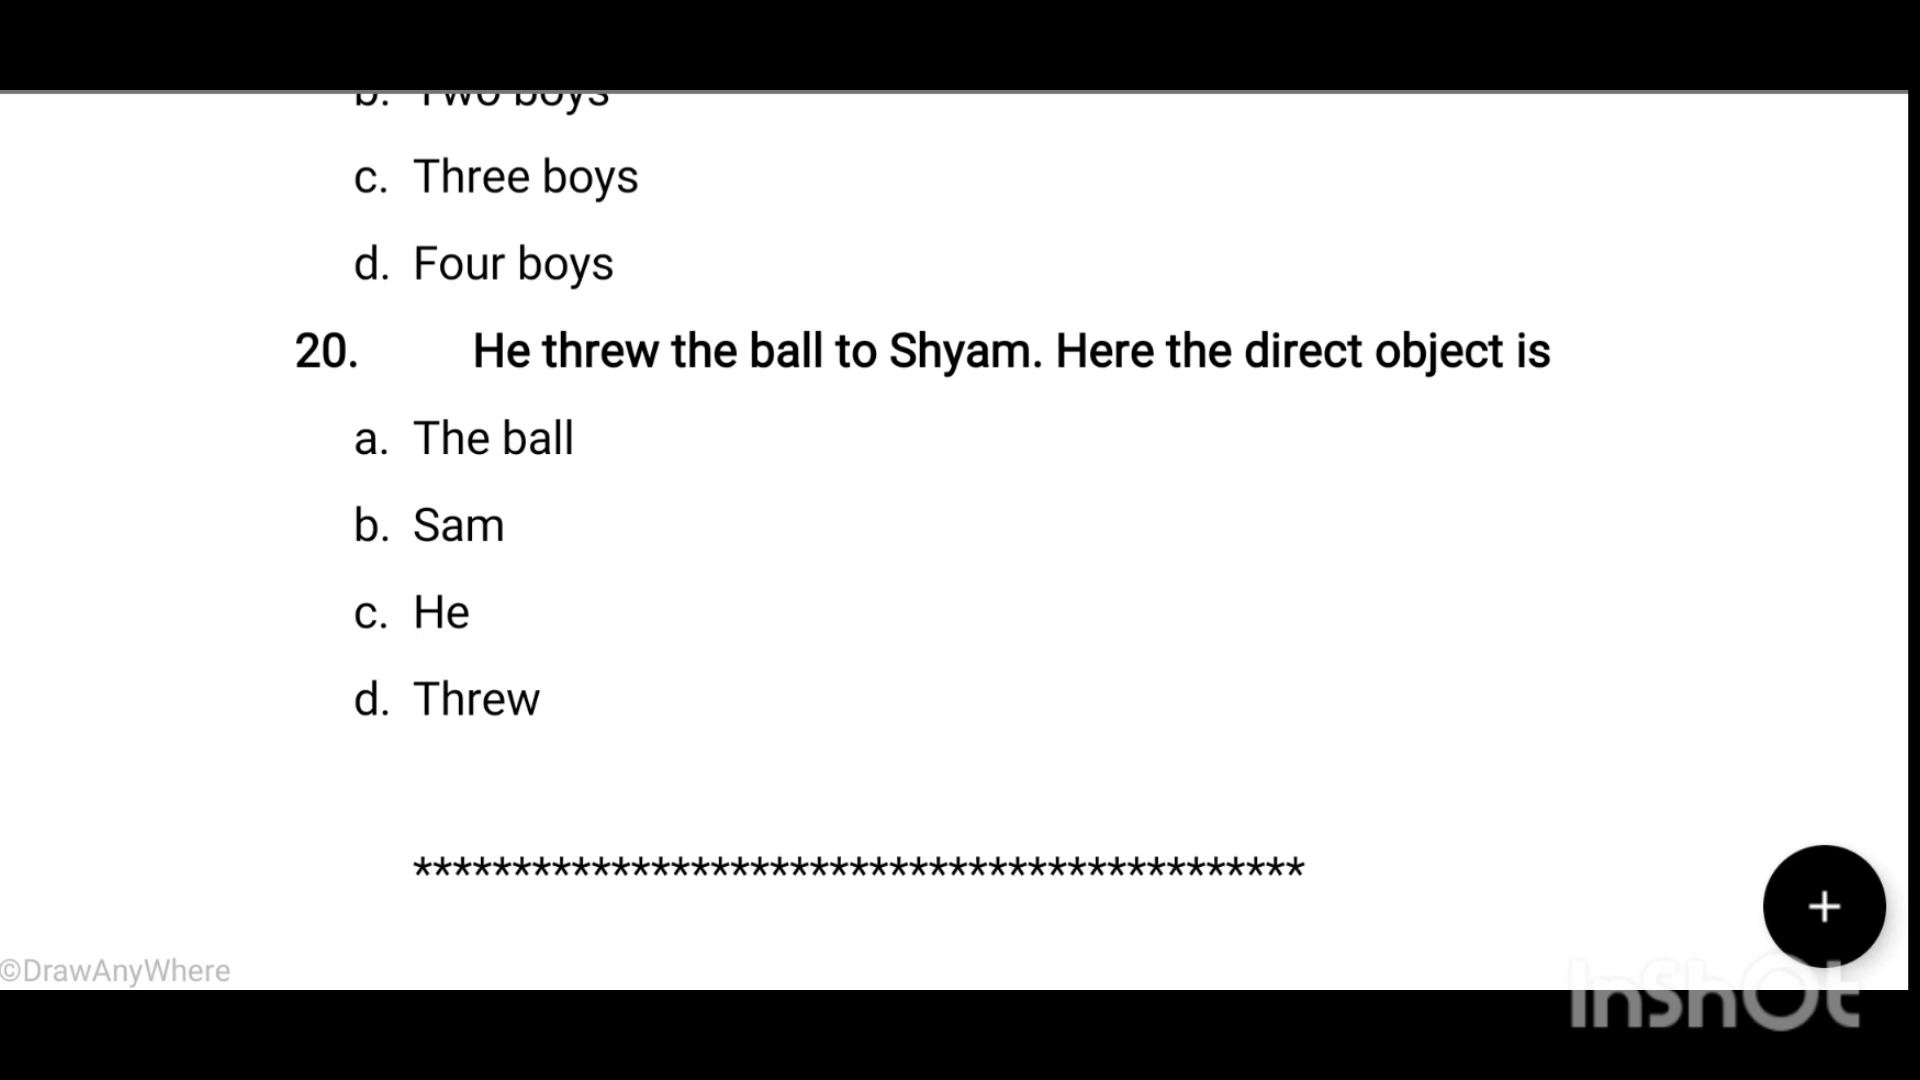 b. Two boys
c. Three boys
d. Four boys
20. He threw the ball to Shyam. Here the direct object is
a. The ball
b. Sam
c. He
d. Threw
*********************************************
+
©DrawAnyWhere
InShOt